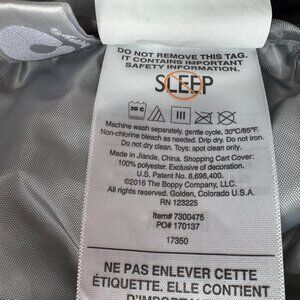 DO NOT REMOVE THIS TAG.
IT CONTAINS IMPORTANT
SAFETY INFORMATION.
SLEEP
30 C
Machine wash separately, gentle cycle, 30°C/85°F.
Non-chlorine bleach as needed. Drip dry. Do not iron.
Do not dry clean. Toys: spot clean only.
Made in Jiande, China. Shopping Cart Cover:
100% polyester. Exclusive of decoration.
U.S. Patent No. 8,696,400.
©2016 The Boppy Company, LLC.
All rights reserved. Golden, Colorado U.S.A.
RN 123225
Item# 7300475
PO# 170137
17350
NE PAS ENLEVER CETTE
ÉTIQUETTE. ELLE CONTIENT